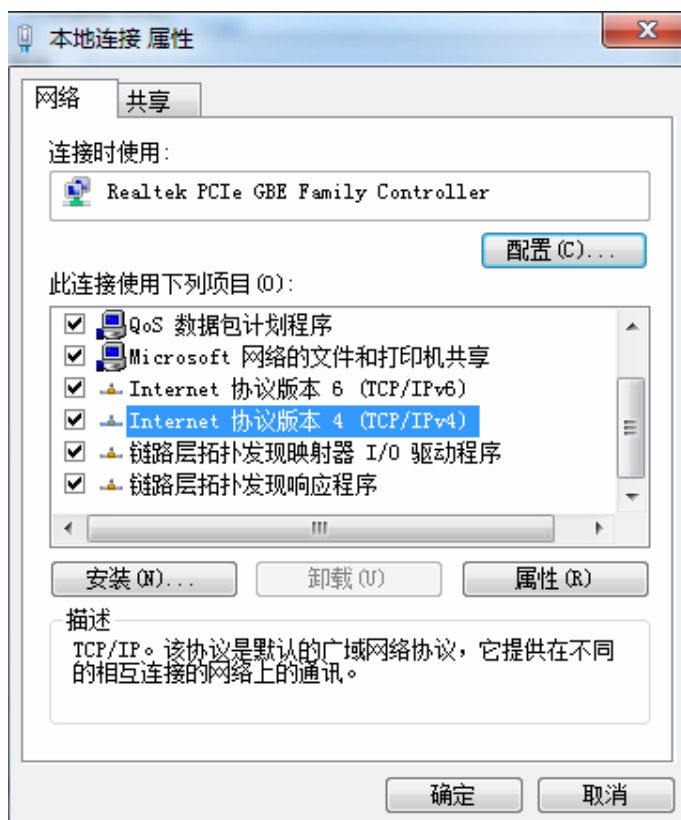 本地连接 属性
网络
共享
连接时使用:
Realtek PCIe GBE Family Controller
配置(C)...
此连接使用下列项目(O):
QoS 数据包计划程序
Microsoft 网络的文件和打印机共享
Internet 协议版本 6 (TCP/IPv6)
Internet 协议版本 4 (TCP/IPv4)
链路层拓扑发现映射器 I/O 驱动程序
链路层拓扑发现响应程序
安装(N)...
卸载(U)
属性(R)
描述
TCP/IP。该协议是默认的广域网络协议，它提供在不同
的相互连接的网络上的通讯。
确定
取消